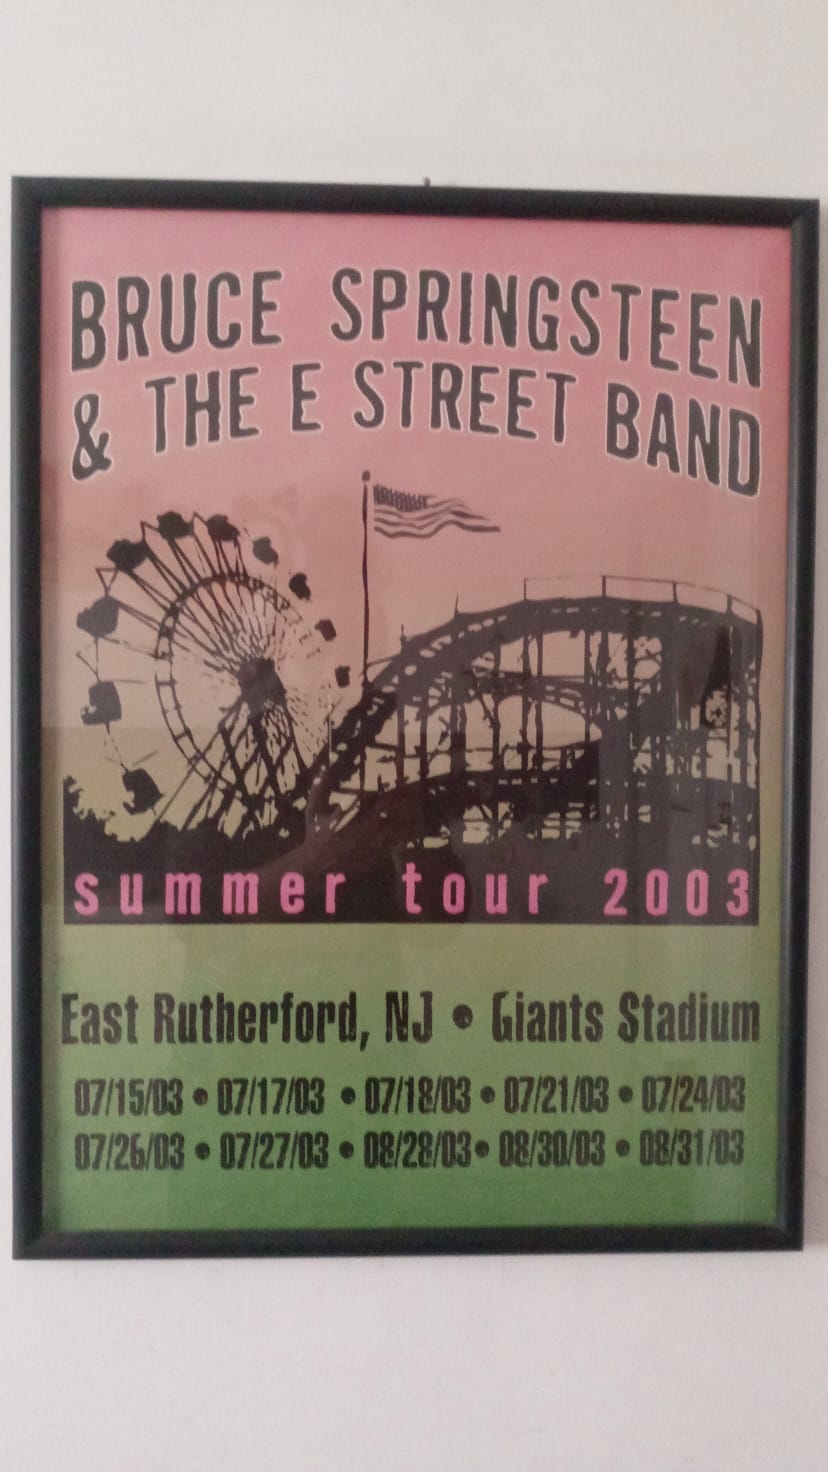 BRUCE SPRINGSTEEN
& THE E STREET BAND
summer tour 2003
East Rutherford, NJ • Giants Stadium
07/15/03 • 07/17/03 • 07/18/03 • 07/21/03 • 07/24/03
07/26/03 • 07/27/03 • 08/28/03 • 08/30/03 • 08/31/03